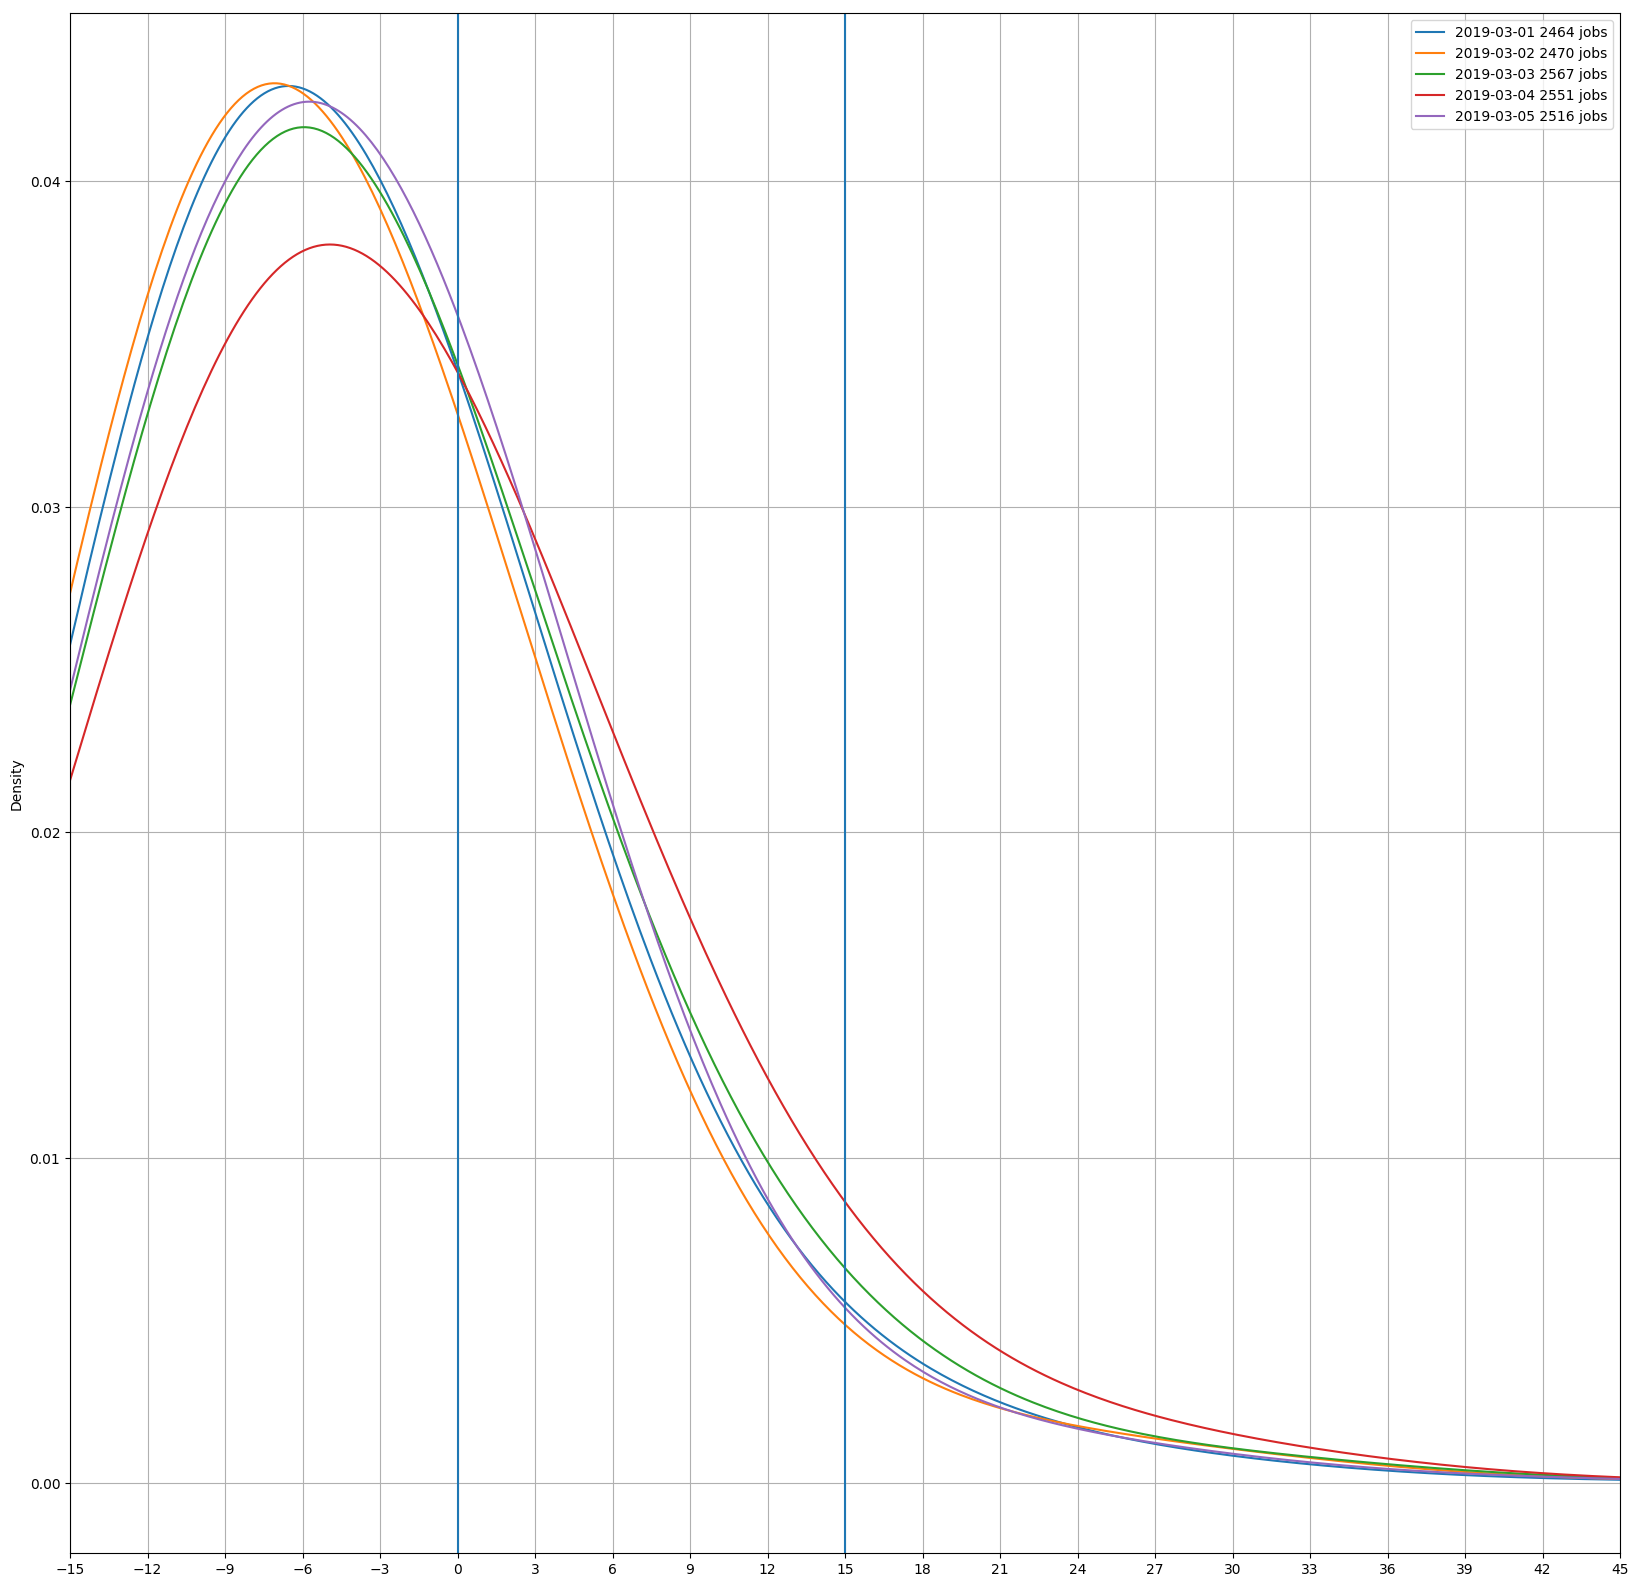 2019-03-01 2464 jobs
2019-03-02 2470 jobs
2019-03-03 2567 jobs
2019-03-04 2551 jobs
2019-03-05 2516 jobs
0.04
0.03
0.02
0.01
0.00
Density
−15 −12 −9 −6 −3 0 3 6 9 12 15 18 21 24 27 30 33 36 39 42 45